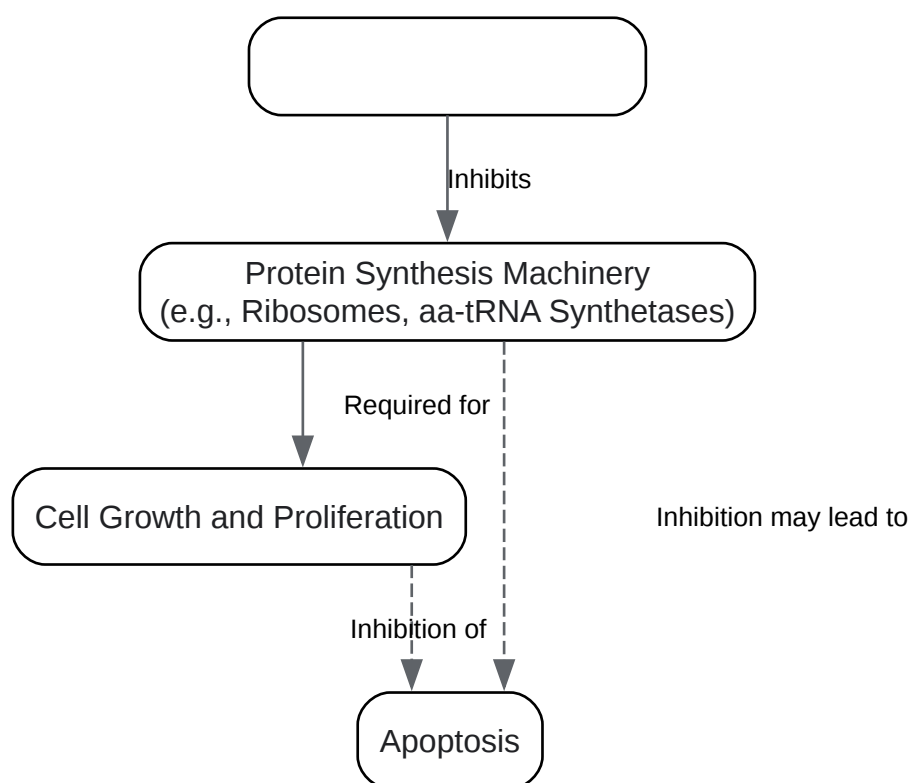 Inhibits
Protein Synthesis Machinery
(e.g., Ribosomes, aa-tRNA Synthetases)
Required for
Cell Growth and Proliferation
Inhibition may lead to
Inhibition of
Apoptosis